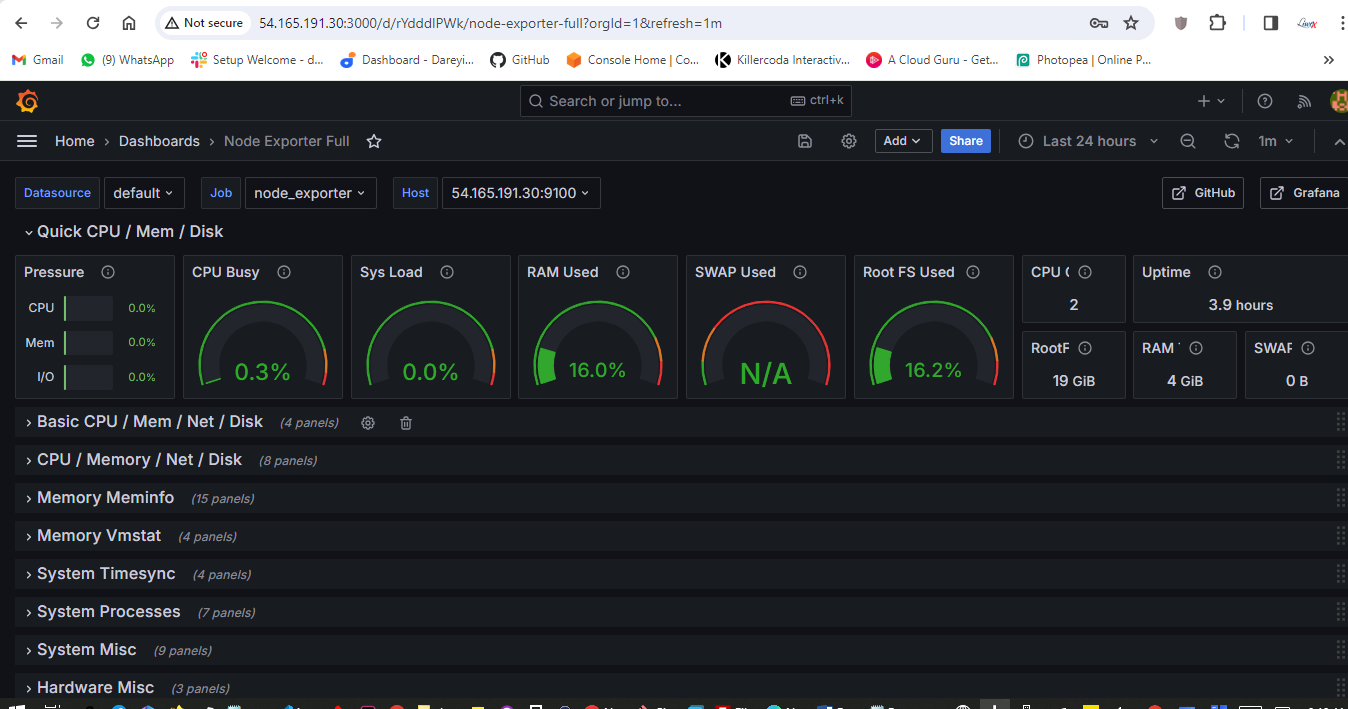 Not secure 54.165.191.30:3000/d/rYdddlPWk/node-exporter-full?orgId=1&refresh=1m
Gmail (9) WhatsApp Setup Welcome - d... Dashboard - Dareyi... GitHub Console Home | Co... Killercoda Interactiv... A Cloud Guru - Get... Photopea | Online P...
Search or jump to... ctrl+k
Home › Dashboards › Node Exporter Full Add Share Last 24 hours 1m
Datasource default Job node_exporter Host 54.165.191.30:9100 GitHub Grafana
Quick CPU / Mem / Disk
Pressure CPU Busy Sys Load RAM Used SWAP Used Root FS Used CPU Uptime
CPU 0.0% 2 3.9 hours
Mem 0.0% RootF RAM SWAP
I/O 0.0% 0.3% 0.0% 16.0% N/A 16.2% 19 GiB 4 GiB 0 B
Basic CPU / Mem / Net / Disk (4 panels)
CPU / Memory / Net / Disk (8 panels)
Memory Meminfo (15 panels)
Memory Vmstat (4 panels)
System Timesync (4 panels)
System Processes (7 panels)
System Misc (9 panels)
Hardware Misc (3 panels)